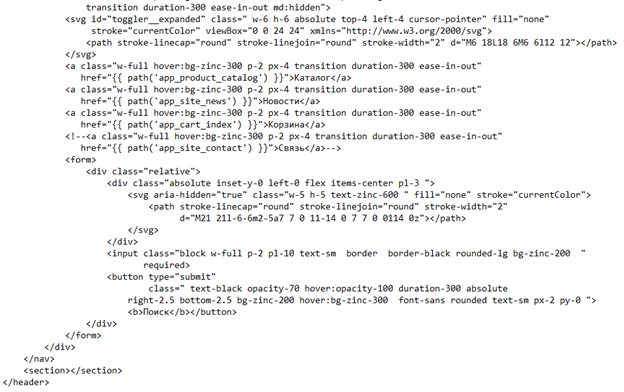 transition duration-300 ease-in-out md:hidden">
<svg id="toggler__expanded" class=" w-6 h-6 absolute top-4 left-4 cursor-pointer" fill="none"
stroke="currentColor" viewBox="0 0 24 24" xmlns="http://www.w3.org/2000/svg">
<path stroke-linecap="round" stroke-linejoin="round" stroke-width="2" d="M6 18L18 6M6 6l12 12"></path>
</svg>
<a class="w-full hover:bg-zinc-300 p-2 px-4 transition duration-300 ease-in-out"
href="{{ path('app_product_catalog') }}">Каталог</a>
<a class="w-full hover:bg-zinc-300 p-2 px-4 transition duration-300 ease-in-out"
href="{{ path('app_site_news') }}">Новости</a>
<a class="w-full hover:bg-zinc-300 p-2 px-4 transition duration-300 ease-in-out"
href="{{ path('app_cart_index') }}">Корзина</a>
<!--<a class="w-full hover:bg-zinc-300 p-2 px-4 transition duration-300 ease-in-out"
href="{{ path('app_site_contact') }}">Связь</a>-->
<form>
<div class="relative">
<div class="absolute inset-y-0 left-0 flex items-center pl-3 ">
<svg aria-hidden="true" class="w-5 h-5 text-zinc-600 " fill="none" stroke="currentColor">
<path stroke-linecap="round" stroke-linejoin="round" stroke-width="2"
d="M21 21l-6-6m2-5a7 7 0 11-14 0 7 7 0 0114 0z"></path>
</svg>
</div>
<input class="block w-full p-2 pl-10 text-sm  border  border-black rounded-lg bg-zinc-200  "
required>
<button type="submit"
class=" text-black opacity-70 hover:opacity-100 duration-300 absolute
right-2.5 bottom-2.5 bg-zinc-200 hover:bg-zinc-300  font-sans rounded text-sm px-2 py-0 ">
<b>Поиск</b></button>
</div>
</form>
</div>
</nav>
<section></section>
</header>